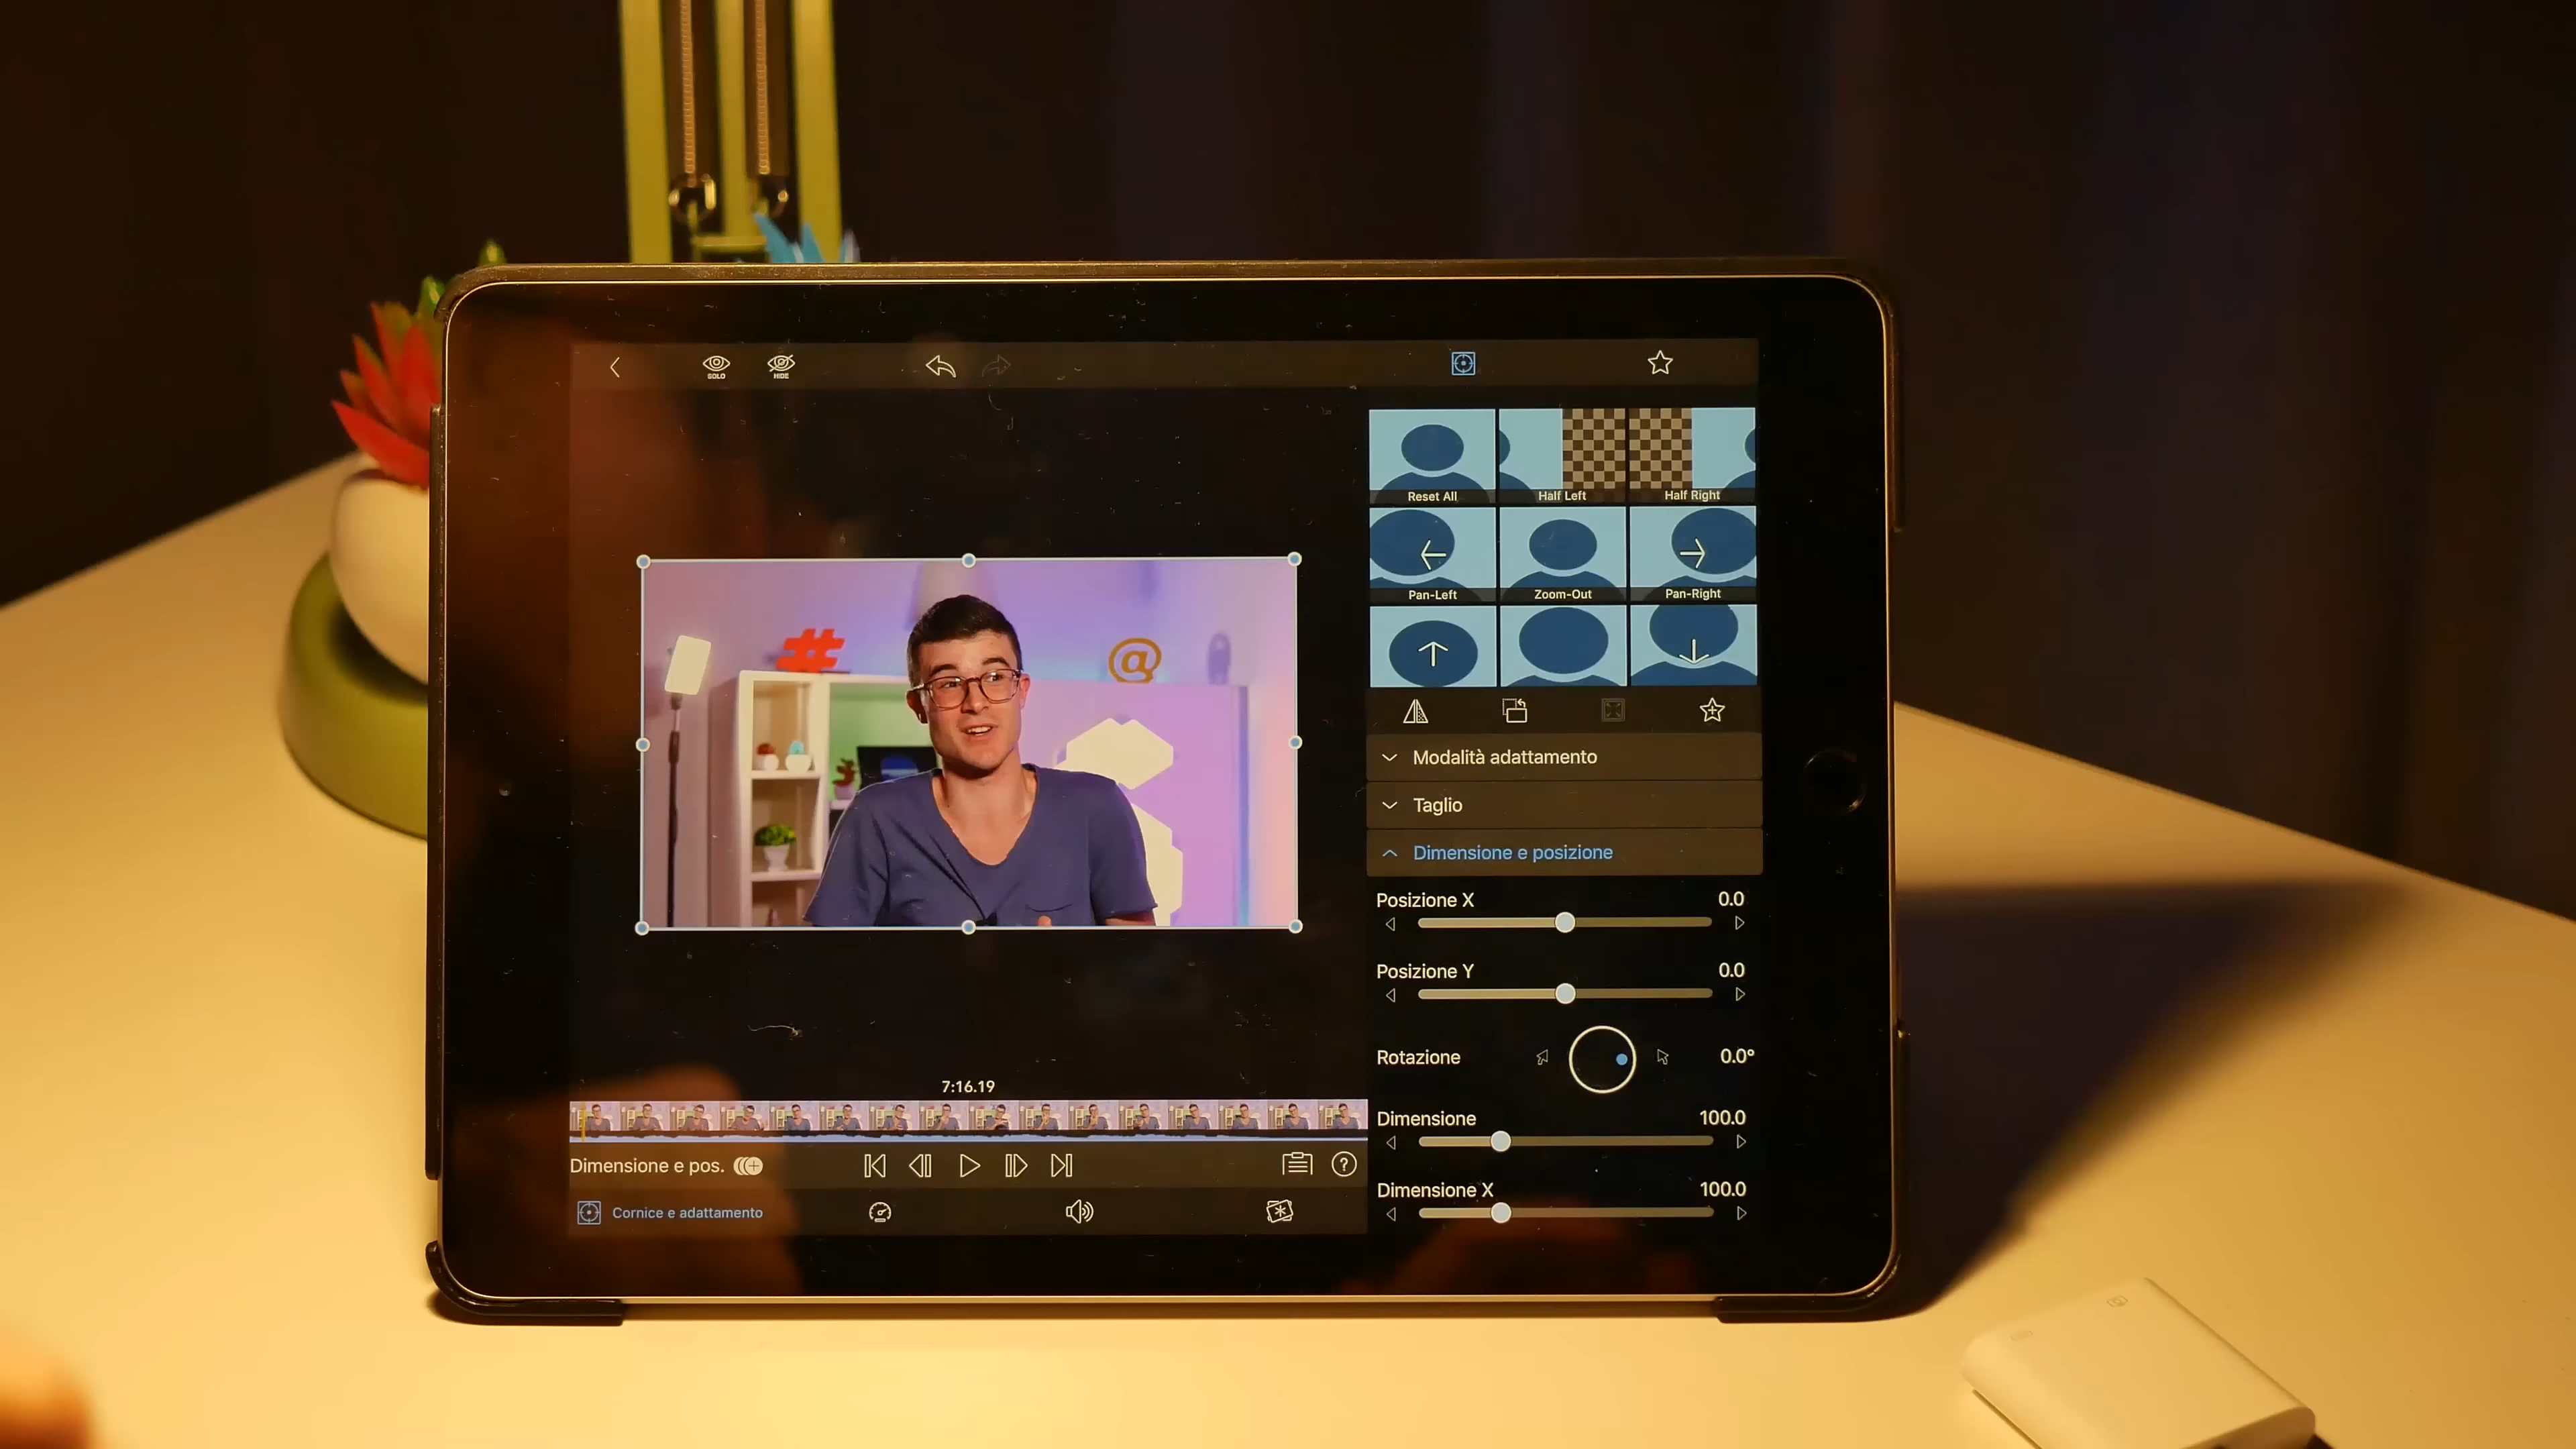 SOLO
HIDE
Reset All
Half Left
Half Right
Pan-Left
Zoom-Out
Pan-Right
# @
Modalità adattamento
Taglio
Dimensione e posizione
Posizione X 0.0
Posizione Y 0.0
Rotazione 0.0°
Dimensione 100.0
Dimensione X 100.0
7:16.19
Dimensione e pos.
?
Cornice e adattamento